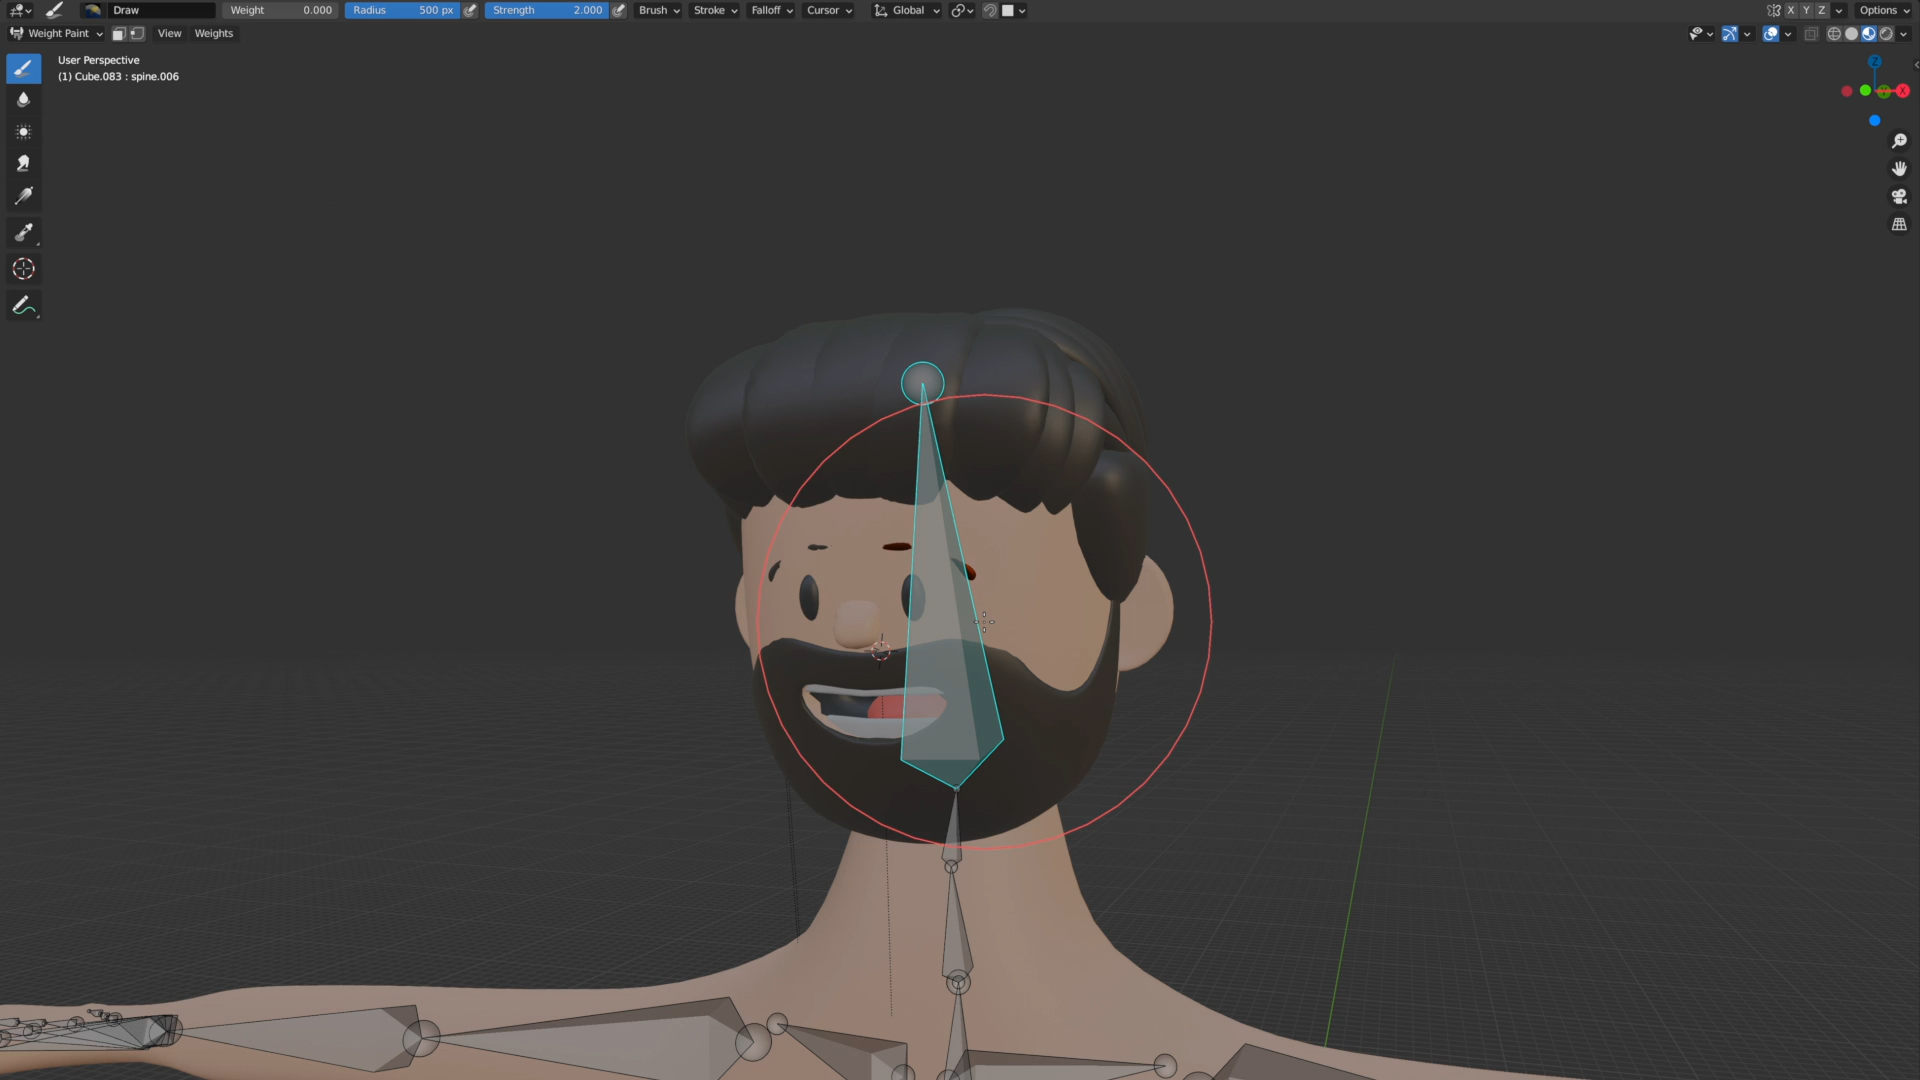 Draw Weight 0.000 Radius 500 px Strength 2.000 Brush Stroke Falloff Cursor Global X Y Z Options
Weight Paint View Weights
User Perspective
(1) Cube.083 : spine.006
Z
Y X